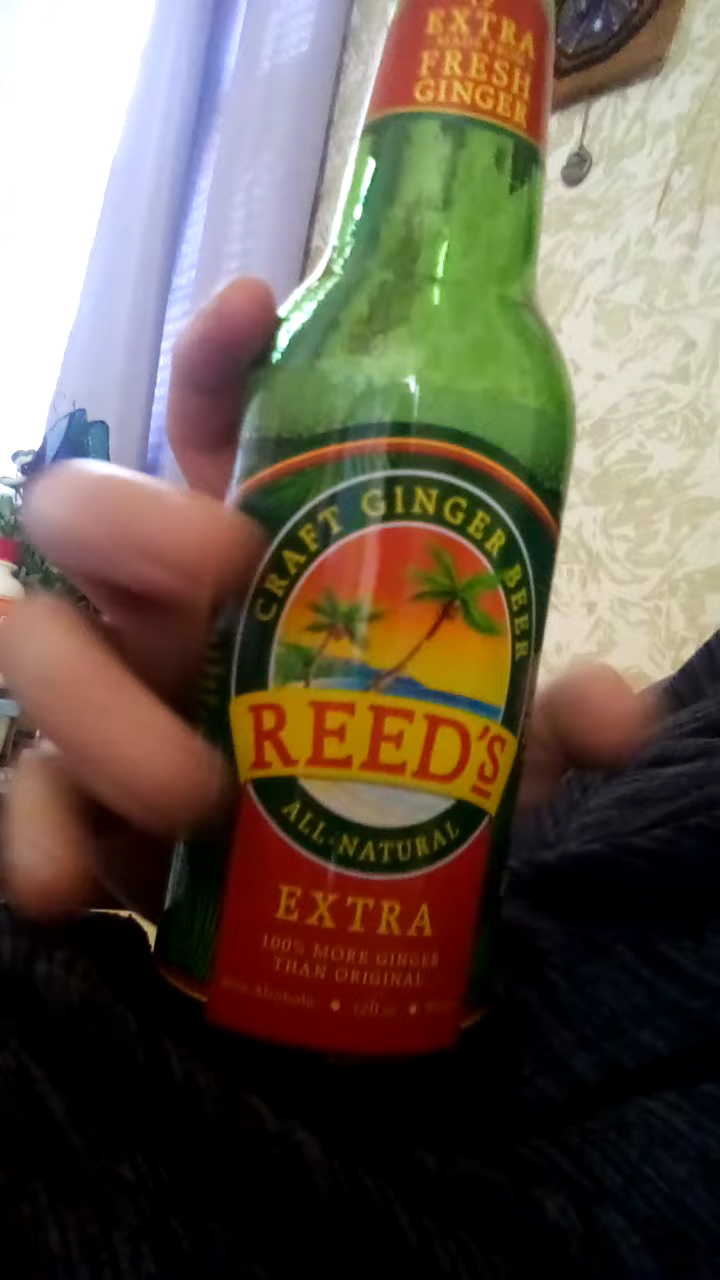 EXTRA
FRESH
GINGER
CRAFT GINGER BEER
REED'S
ALL-NATURAL
EXTRA
100% MORE GINGER
THAN ORIGINAL